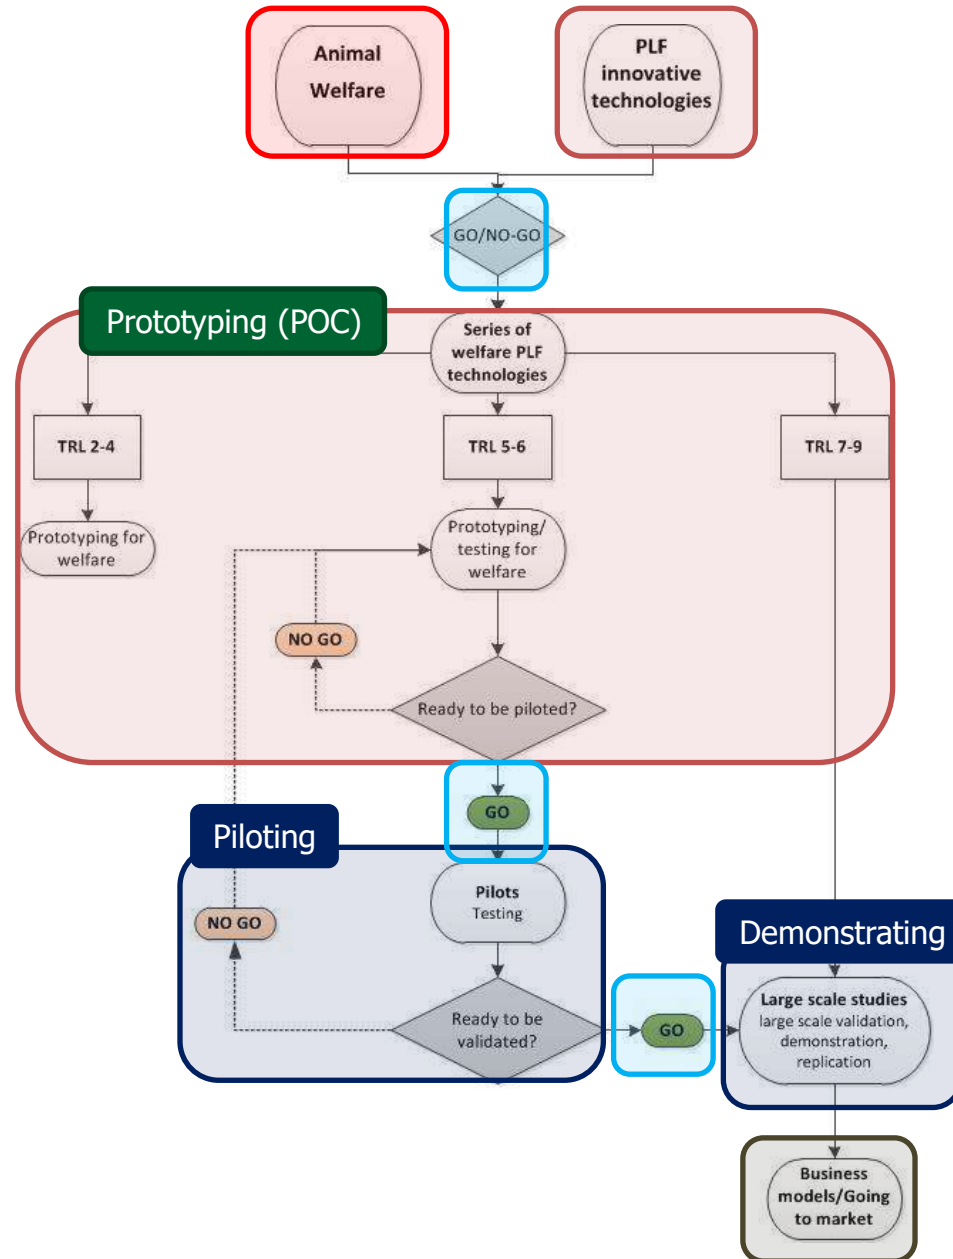 Animal
Welfare
PLF
innovative
technologies
GO/NO-GO
Prototyping (POC)
Series of
welfare PLF
technologies
TRL 2-4
TRL 5-6
TRL 7-9
Prototyping for
welfare
Prototyping/
testing for
welfare
NO GO
Ready to be piloted?
GO
Piloting
Pilots
Testing
NO GO
Demonstrating
Ready to be
validated?
GO
Large scale studies
large scale validation,
demonstration,
replication
Business
models/Going
to market